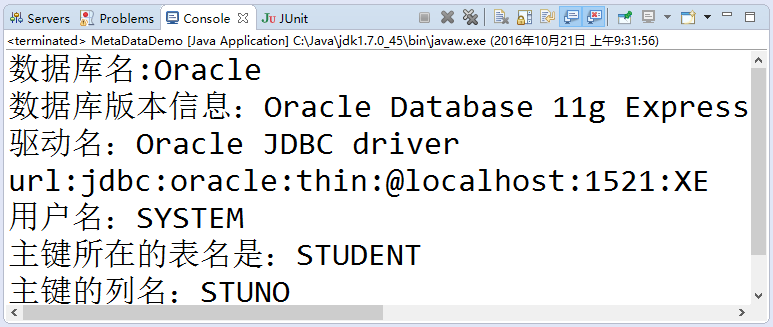 Servers Problems Console JUnit
<terminated> MetaDataDemo [Java Application] C:\Java\jdk1.7.0_45\bin\javaw.exe (2016年10月21日 上午9:31:56)
数据库名:Oracle
数据库版本信息：Oracle Database 11g Express
驱动名：Oracle JDBC driver
url:jdbc:oracle:thin:@localhost:1521:XE
用户名：SYSTEM
主键所在的表名是：STUDENT
主键的列名：STUNO